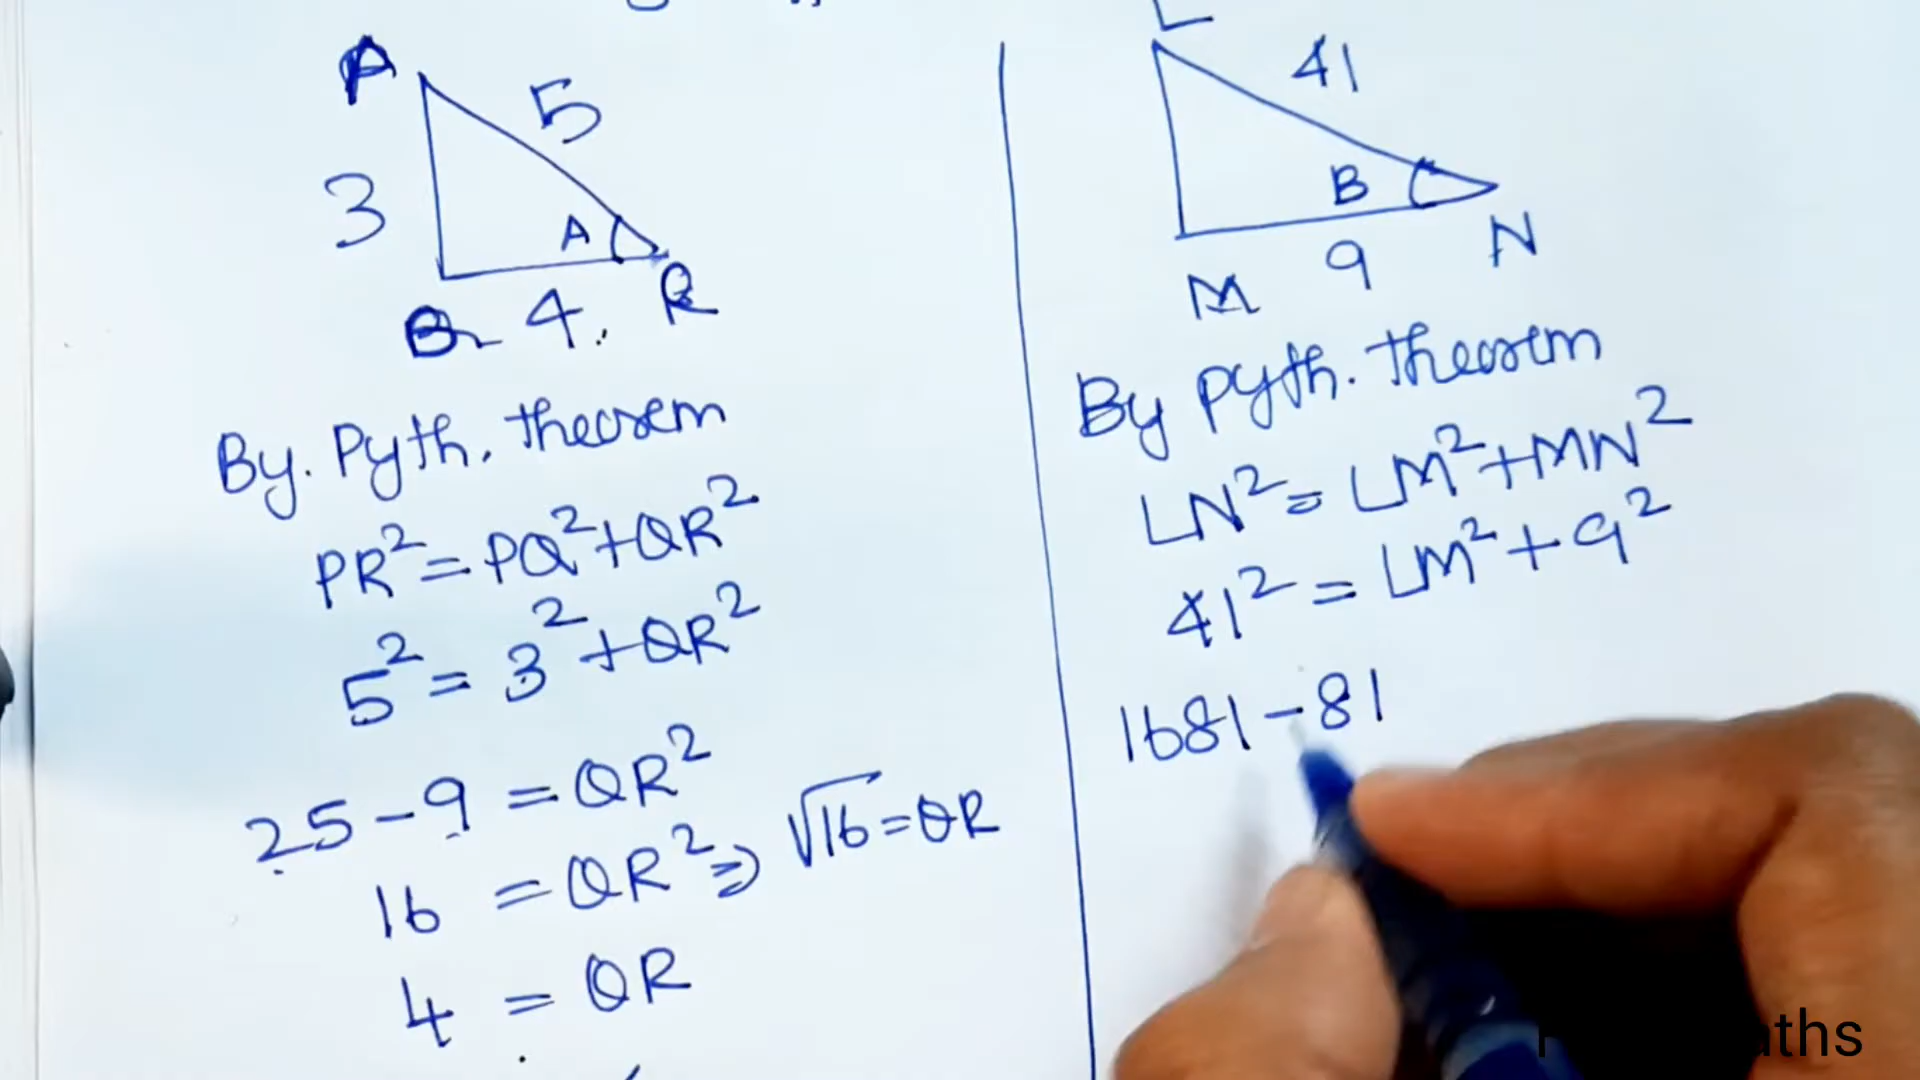 5
3
A
4.
R
By. Pyth. theorem
PR² = PQ² + QR²
5² = 3² + QR²
25 - 9 = QR²
16 = QR² ⇒ √16 = QR
4 = QR
L
41
B
9
M
N
By pyth. theorem
LN² = LM² + MN²
41² = LM² + 9²
1681 - 81